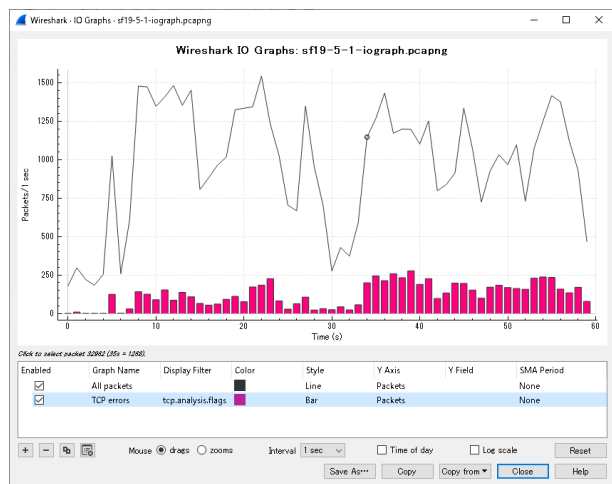 Wireshark · IO Graphs · sf19-5-1-iograph.pcapng
Wireshark IO Graphs: sf19-5-1-iograph.pcapng
1500
1250
1000
750
500
250
0
Packets/1 sec
0 10 20 30 40 50 60
Time (s)
Click to select packet 32982 (35s = 1268).
Enabled Graph Name Display Filter Color Style Y Axis Y Field SMA Period
All packets Line Packets None
TCP errors tcp.analysis.flags Bar Packets None
+ − Mouse drags zooms Interval 1 sec Time of day Log scale Reset
Save As… Copy Copy from Close Help